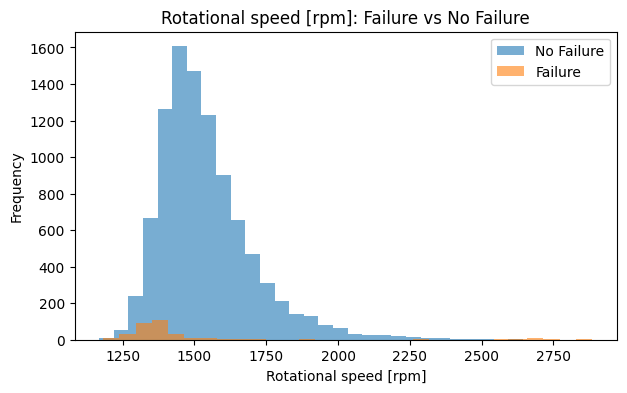 Rotational speed [rpm]: Failure vs No Failure
No Failure
Failure
Frequency
1600
1400
1200
1000
800
600
400
200
0
1250 1500 1750 2000 2250 2500 2750
Rotational speed [rpm]